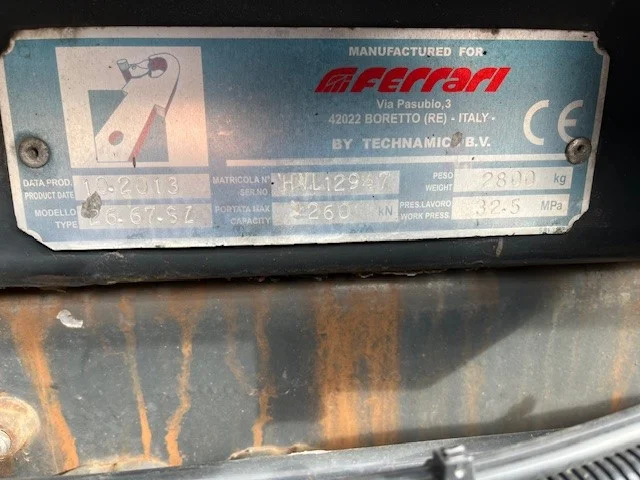 MANUFACTURED FOR
Ferrari
Via Pasubio,3
42022 BORETTO (RE) - ITALY -
BY TECHNAMICS B.V.
CE
DATA PROD. 10-2013 MATRICOLA N° PESO 2800 kg
PRODUCT DATE SER.NO WEIGHT
MODELLO PORTATA MAX 260 kN PRES.LAVORO 32.5 MPa
TYPE CAPACITY WORK PRESS.